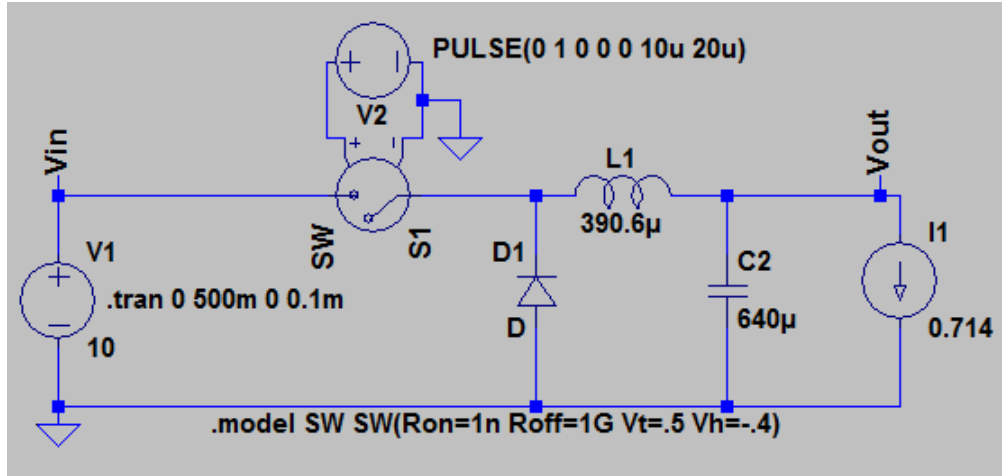 PULSE(0 1 0 0 0 10u 20u)
V2
Vin
SW
S1
L1
390.6µ
Vout
V1
.tran 0 500m 0 0.1m
10
D1
D
C2
640µ
I1
0.714
.model SW SW(Ron=1n Roff=1G Vt=.5 Vh=-.4)